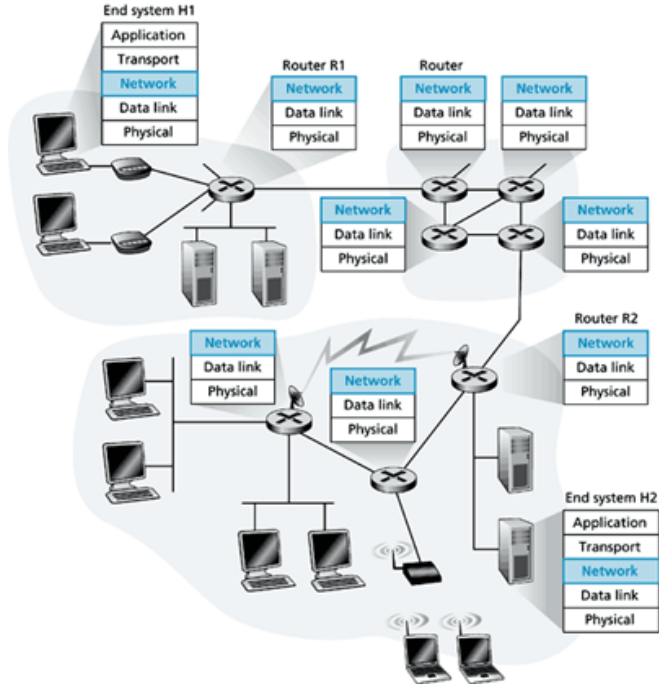 End system H1
Application
Transport
Network
Data link
Physical
Router R1
Network
Data link
Physical
Router
Network
Data link
Physical
Network
Data link
Physical
Network
Data link
Physical
Network
Data link
Physical
Network
Data link
Physical
Network
Data link
Physical
Router R2
Network
Data link
Physical
End system H2
Application
Transport
Network
Data link
Physical